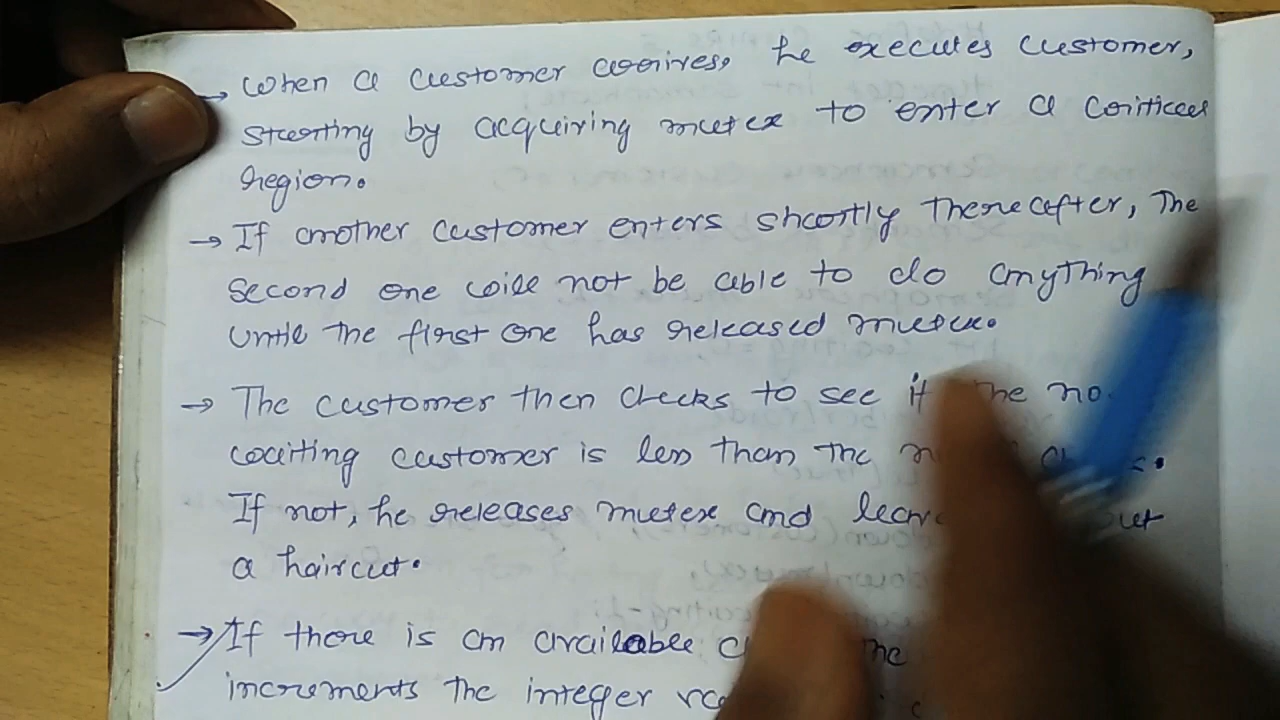 → When a customer arrives, he executes customer,
starting by acquiring mutex to enter a critical
region.
→ If another customer enters shortly thereafter, the
second one will not be able to do anything
until the first one has released mutex.
→ The customer then checks to see if the no.
waiting customer is less than the
If not, he releases mutex and
a haircut.
→ If there is an available
increments the integer